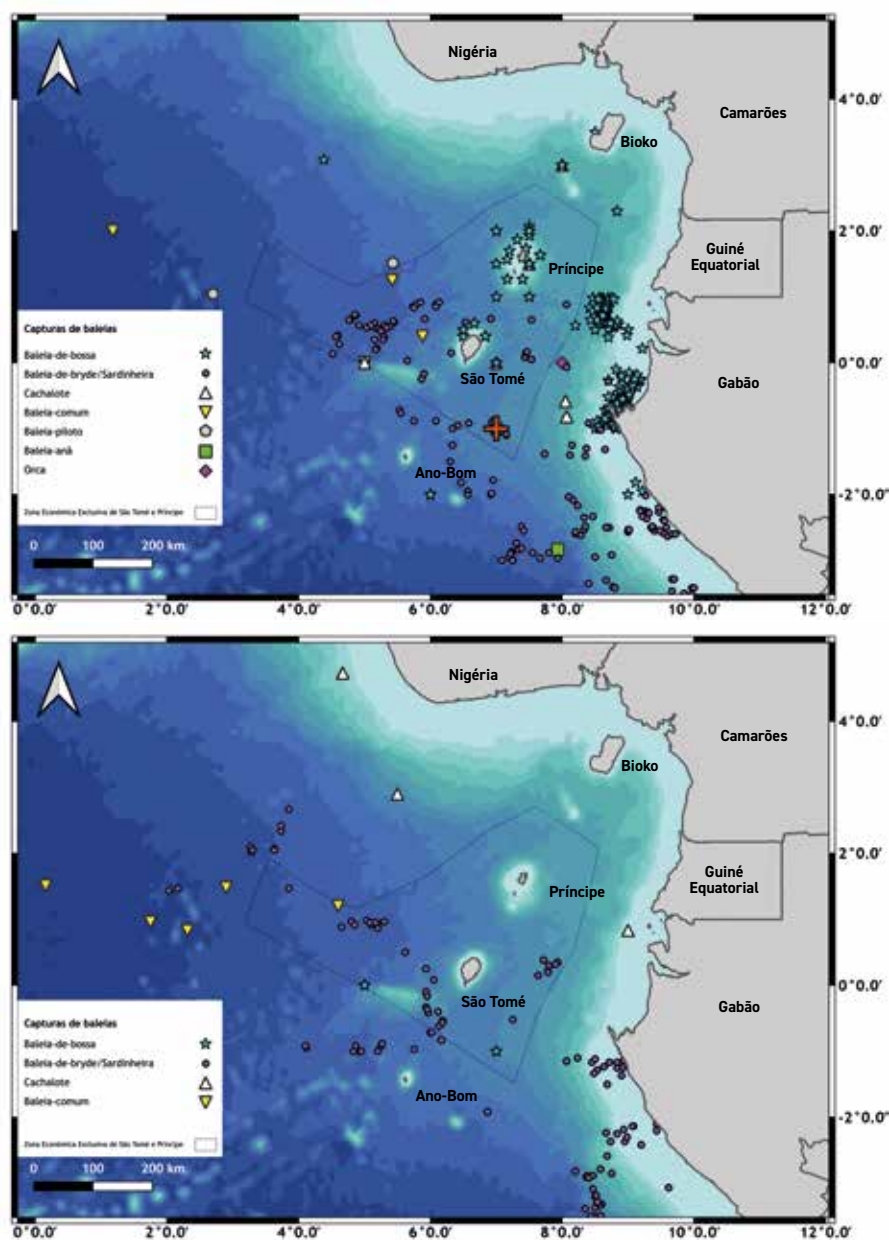 Nigéria
Camarões
Bioko
Guiné
Equatorial
Príncipe
São Tomé
Gabão
Ano-Bom
4°0.0'
2°0.0'
0°0.0'
-2°0.0'
Capturas de baleias
Baleia-de-bossa
Baleia-de-bryde/Sardinheira
Cachalote
Baleia-comum
Baleia-piloto
Baleia-anã
Orca
Zona Económica Exclusiva de São Tomé e Príncipe
0 100 200 km
0°0.0' 2°0.0' 4°0.0' 6°0.0' 8°0.0' 10°0.0' 12°0.0'
Nigéria
Camarões
Bioko
Guiné
Equatorial
Príncipe
São Tomé
Gabão
Ano-Bom
4°0.0'
2°0.0'
0°0.0'
-2°0.0'
Capturas de baleias
Baleia-de-bossa
Baleia-de-bryde/Sardinheira
Cachalote
Baleia-comum
Zona Económica Exclusiva de São Tomé e Príncipe
0 100 200 km
0°0.0' 2°0.0' 4°0.0' 6°0.0' 8°0.0' 10°0.0' 12°0.0'